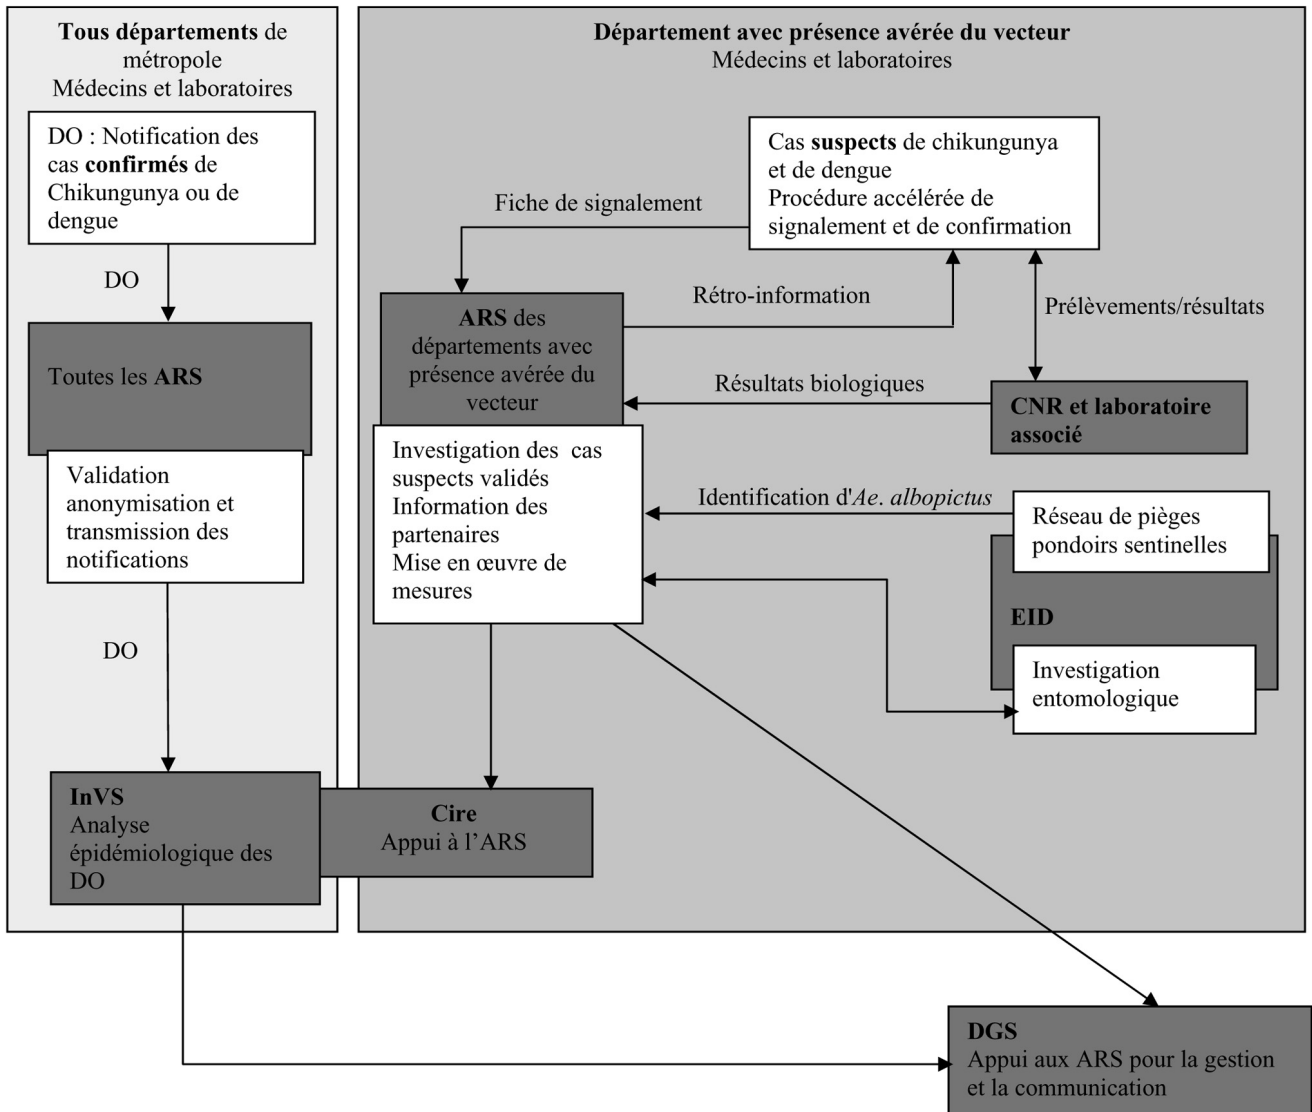 Tous départements de
métropole
Médecins et laboratoires
DO : Notification des
cas confirmés de
Chikungunya ou de
dengue
DO
Toutes les ARS
Validation
anonymisation et
transmission des
notifications
DO
InVS
Analyse
épidémiologique des
DO
Département avec présence avérée du vecteur
Médecins et laboratoires
Cas suspects de chikungunya
et de dengue
Procédure accélérée de
signalement et de confirmation
Fiche de signalement
Rétro-information
Prélèvements/résultats
ARS des
départements avec
présence avérée du
vecteur
Résultats biologiques
CNR et laboratoire
associé
Investigation des cas
suspects validés
Information des
partenaires
Mise en œuvre de
mesures
Identification d'Ae. albopictus
Réseau de pièges
pondoirs sentinelles
EID
Investigation
entomologique
Cire
Appui à l’ARS
DGS
Appui aux ARS pour la gestion
et la communication